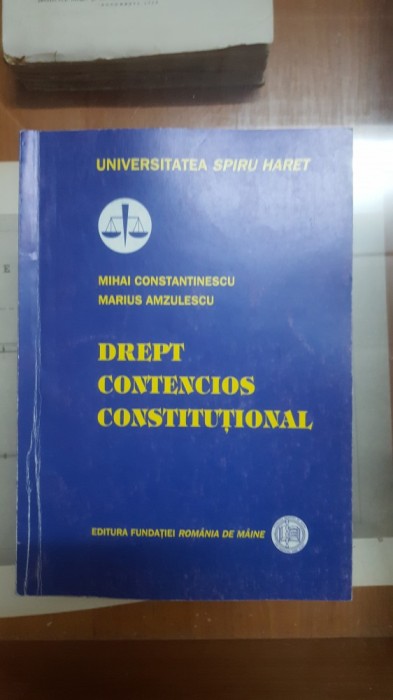 UNIVERSITATEA SPIRU HARET
MIHAI CONSTANTINESCU
MARIUS AMZULESCU
DREPT
CONTENCIOS
CONSTITUȚIONAL
EDITURA FUNDAȚIEI ROMÂNIA DE MÂINE